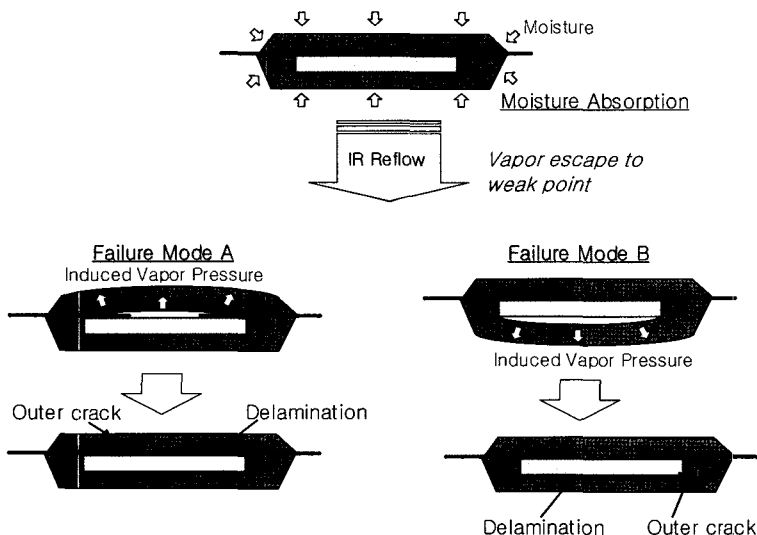 Moisture
Moisture Absorption
IR Reflow
Vapor escape to
weak point
Failure Mode A
Induced Vapor Pressure
Failure Mode B
Induced Vapor Pressure
Outer crack
Delamination
Delamination
Outer crack